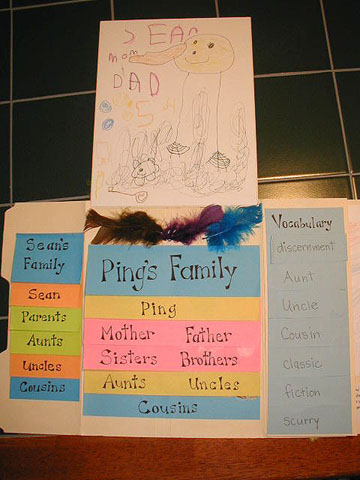 SEAN
mom
DAD
Sean's
Family
Sean
Parents
Aunts
Uncles
Cousins
Ping's Family
Ping
Mother Father
Sisters Brothers
Aunts Uncles
Cousins
Vocabulary
discernment
Aunt
Uncle
Cousin
classic
fiction
scurry